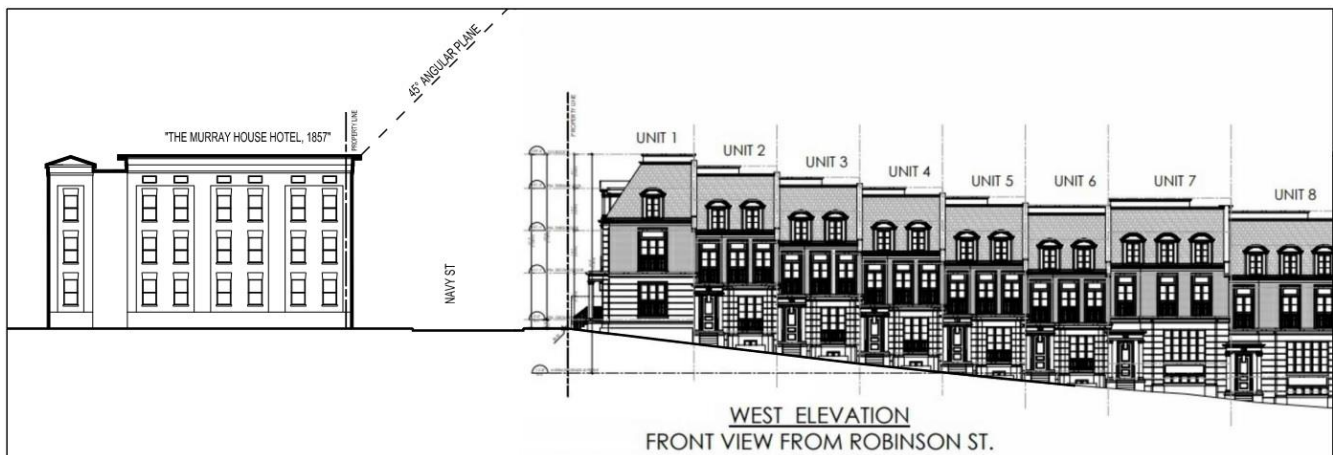 45° ANGULAR PLANE
"THE MURRAY HOUSE HOTEL, 1857"
PROPERTY LINE
PROPERTY LINE
UNIT 1
UNIT 2
UNIT 3
UNIT 4
UNIT 5
UNIT 6
UNIT 7
UNIT 8
NAVY ST
WEST ELEVATION
FRONT VIEW FROM ROBINSON ST.